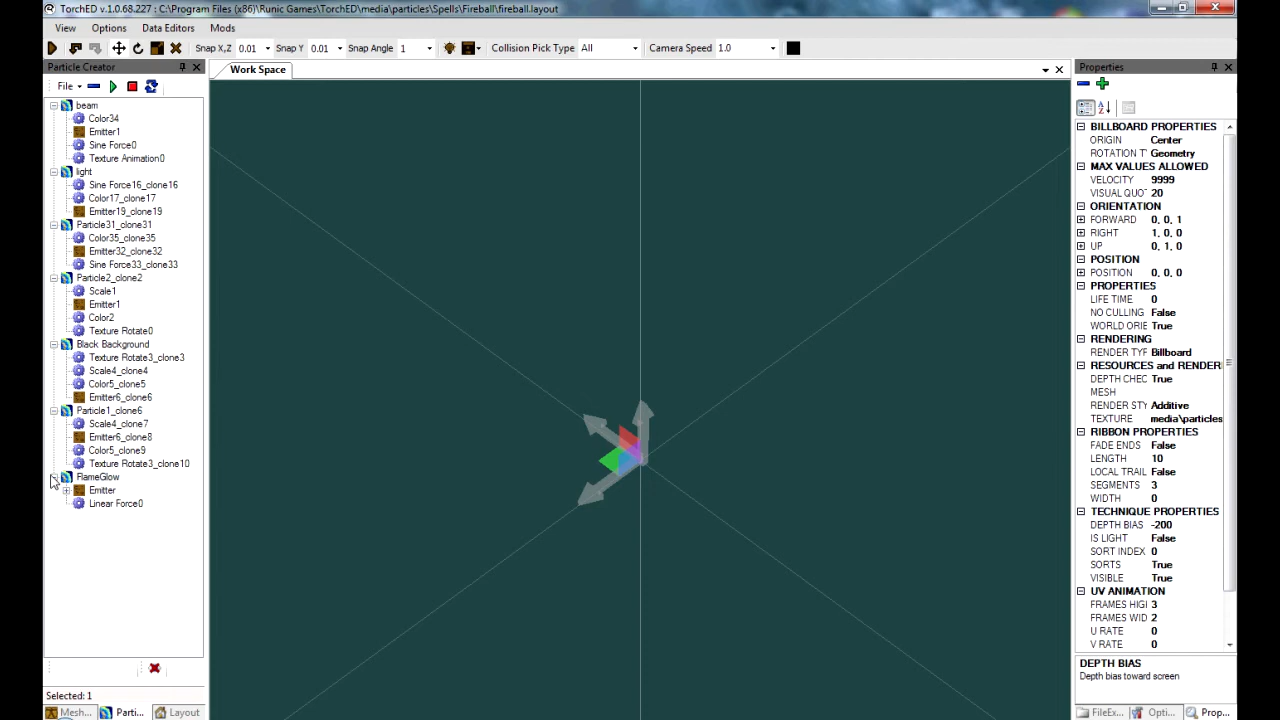 TorchED v.1.0.68.227 : C:\Program Files (x86)\Runic Games\TorchED\media\particles\Spells\Fireball\fireball.layout
View Options Data Editors Mods
Snap X,Z 0.01 Snap Y 0.01 Snap Angle 1 Collision Pick Type All Camera Speed 1.0
Particle Creator
File
beam
Color34
Emitter1
Sine Force0
Texture Animation0
light
Sine Force16_clone16
Color17_clone17
Emitter19_clone19
Particle31_clone31
Color35_clone35
Emitter32_clone32
Sine Force33_clone33
Particle2_clone2
Scale1
Emitter1
Color2
Texture Rotate0
Black Background
Texture Rotate3_clone3
Scale4_clone4
Color5_clone5
Emitter6_clone6
Particle1_clone6
Scale4_clone7
Emitter6_clone8
Color5_clone9
Texture Rotate3_clone10
FlameGlow
Emitter
Linear Force0
Selected: 1
Mesh... Parti... Layout
Work Space
Properties
BILLBOARD PROPERTIES
ORIGIN Center
ROTATION T Geometry
MAX VALUES ALLOWED
VELOCITY 9999
VISUAL QUO 20
ORIENTATION
FORWARD 0, 0, 1
RIGHT 1, 0, 0
UP 0, 1, 0
POSITION
POSITION 0, 0, 0
PROPERTIES
LIFE TIME 0
NO CULLING False
WORLD ORIE True
RENDERING
RENDER TYF Billboard
RESOURCES and RENDER
DEPTH CHEC True
MESH
RENDER STY Additive
TEXTURE media\particles
RIBBON PROPERTIES
FADE ENDS False
LENGTH 10
LOCAL TRAIL False
SEGMENTS 3
WIDTH 0
TECHNIQUE PROPERTIES
DEPTH BIAS -200
IS LIGHT False
SORT INDEX 0
SORTS True
VISIBLE True
UV ANIMATION
FRAMES HIG 3
FRAMES WID 2
U RATE 0
V RATE 0
DEPTH BIAS
Depth bias toward screen
FileEx... Opti... Prop...